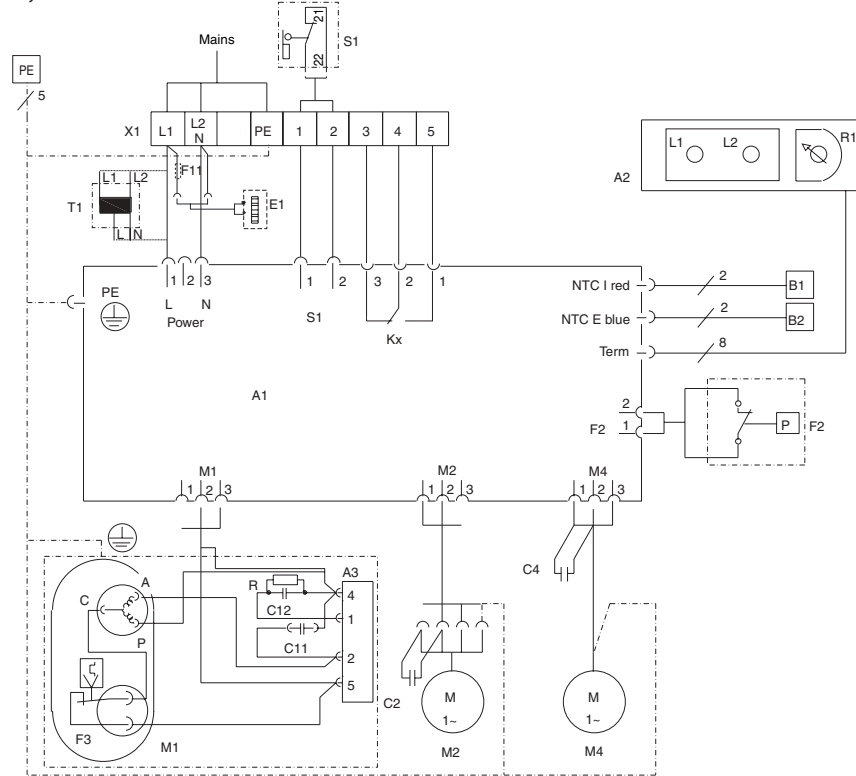 21
S1
22
Mains
PE
5
X1 L1 L2 N PE 1 2 3 4 5
F11
L1 L2
T1
L N
E1
A2
L1 L2
R1
1 2 3
1 2 3 2 1
PE
L N
Power
S1
Kx
NTC I red 2 B1
NTC E blue 2 B2
Term 8
A1
2
F2 1
P F2
M1 M2 M4
1 2 3 1 2 3 1 2 3
C4
A3
A
R
4
C
C12
1
P
C11
2
5
C2
M
1~
M
1~
F3
M1
M2
M4